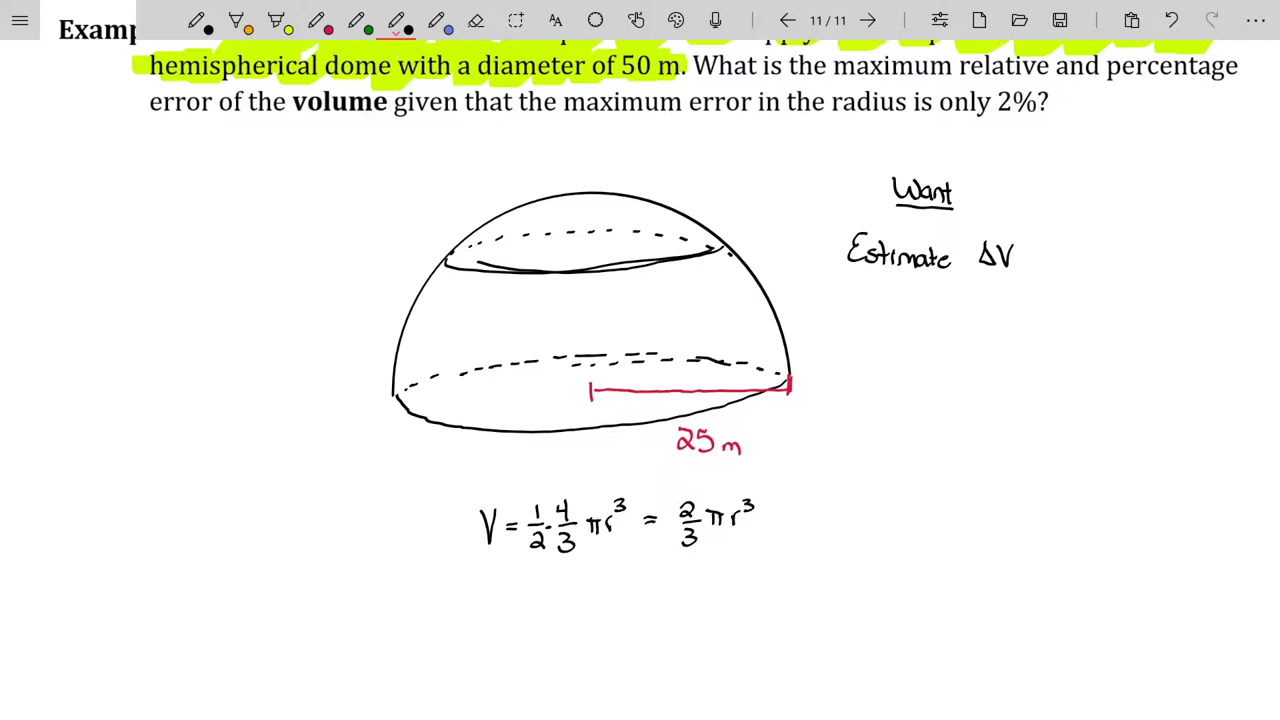 11 / 11
Examp
hemispherical dome with a diameter of 50 m. What is the maximum relative and percentage
error of the volume given that the maximum error in the radius is only 2%?
Want
Estimate ΔV
25 m
V = 1/2 · 4/3 πr³ = 2/3 πr³